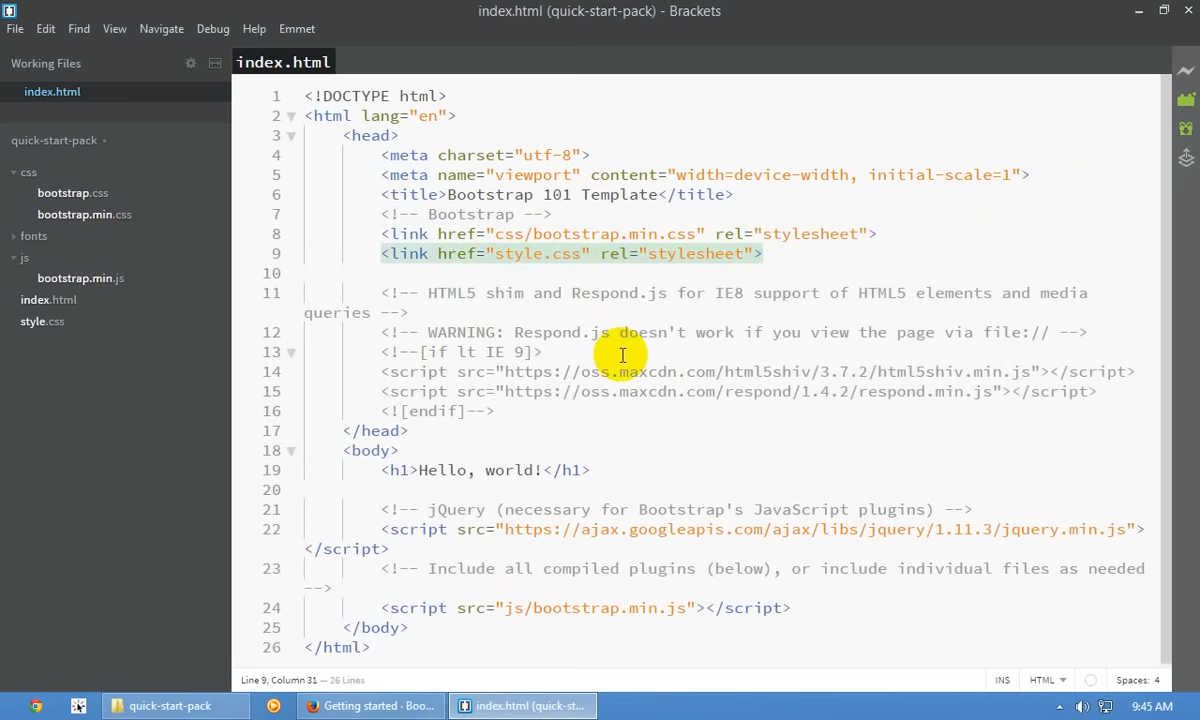 index.html (quick-start-pack) - Brackets
File Edit Find View Navigate Debug Help Emmet
Working Files
index.html
quick-start-pack
css
bootstrap.css
bootstrap.min.css
fonts
js
bootstrap.min.js
index.html
style.css
index.html
1 <!DOCTYPE html>
2 <html lang="en">
3 <head>
4 <meta charset="utf-8">
5 <meta name="viewport" content="width=device-width, initial-scale=1">
6 <title>Bootstrap 101 Template</title>
7 <!-- Bootstrap -->
8 <link href="css/bootstrap.min.css" rel="stylesheet">
9 <link href="style.css" rel="stylesheet">
10
11 <!-- HTML5 shim and Respond.js for IE8 support of HTML5 elements and media
queries -->
12 <!-- WARNING: Respond.js doesn't work if you view the page via file:// -->
13 <!--[if lt IE 9]>
14 <script src="https://oss.maxcdn.com/html5shiv/3.7.2/html5shiv.min.js"></script>
15 <script src="https://oss.maxcdn.com/respond/1.4.2/respond.min.js"></script>
16 <![endif]-->
17 </head>
18 <body>
19 <h1>Hello, world!</h1>
20
21 <!-- jQuery (necessary for Bootstrap's JavaScript plugins) -->
22 <script src="https://ajax.googleapis.com/ajax/libs/jquery/1.11.3/jquery.min.js">
</script>
23 <!-- Include all compiled plugins (below), or include individual files as needed
-->
24 <script src="js/bootstrap.min.js"></script>
25 </body>
26 </html>
Line 9, Column 31 — 26 Lines
INS HTML Spaces: 4
quick-start-pack
Getting started · Boo...
index.html (quick-st...
9:45 AM